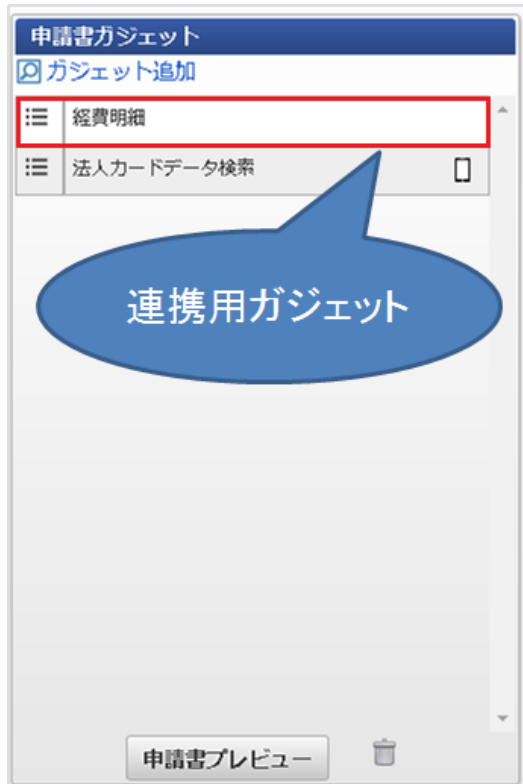 申請書ガジェット
ガジェット追加
経費明細
法人カードデータ検索
連携用ガジェット
申請書プレビュー